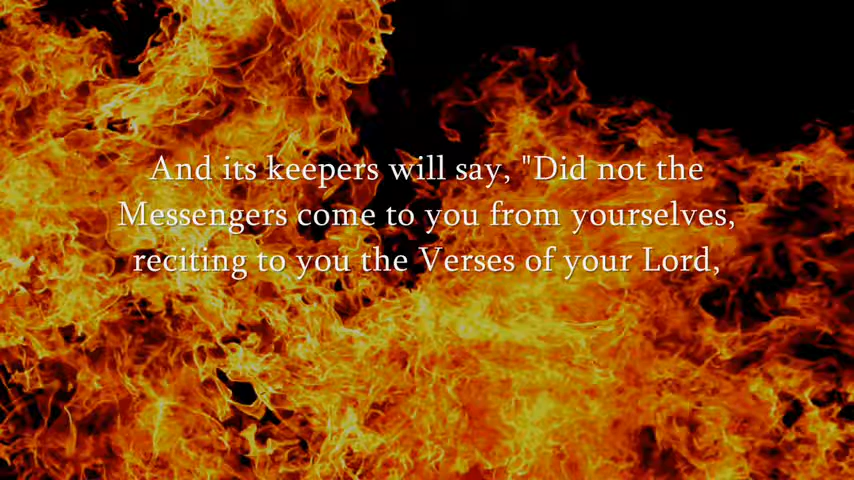 And its keepers will say, "Did not the
Messengers come to you from yourselves,
reciting to you the Verses of your Lord,